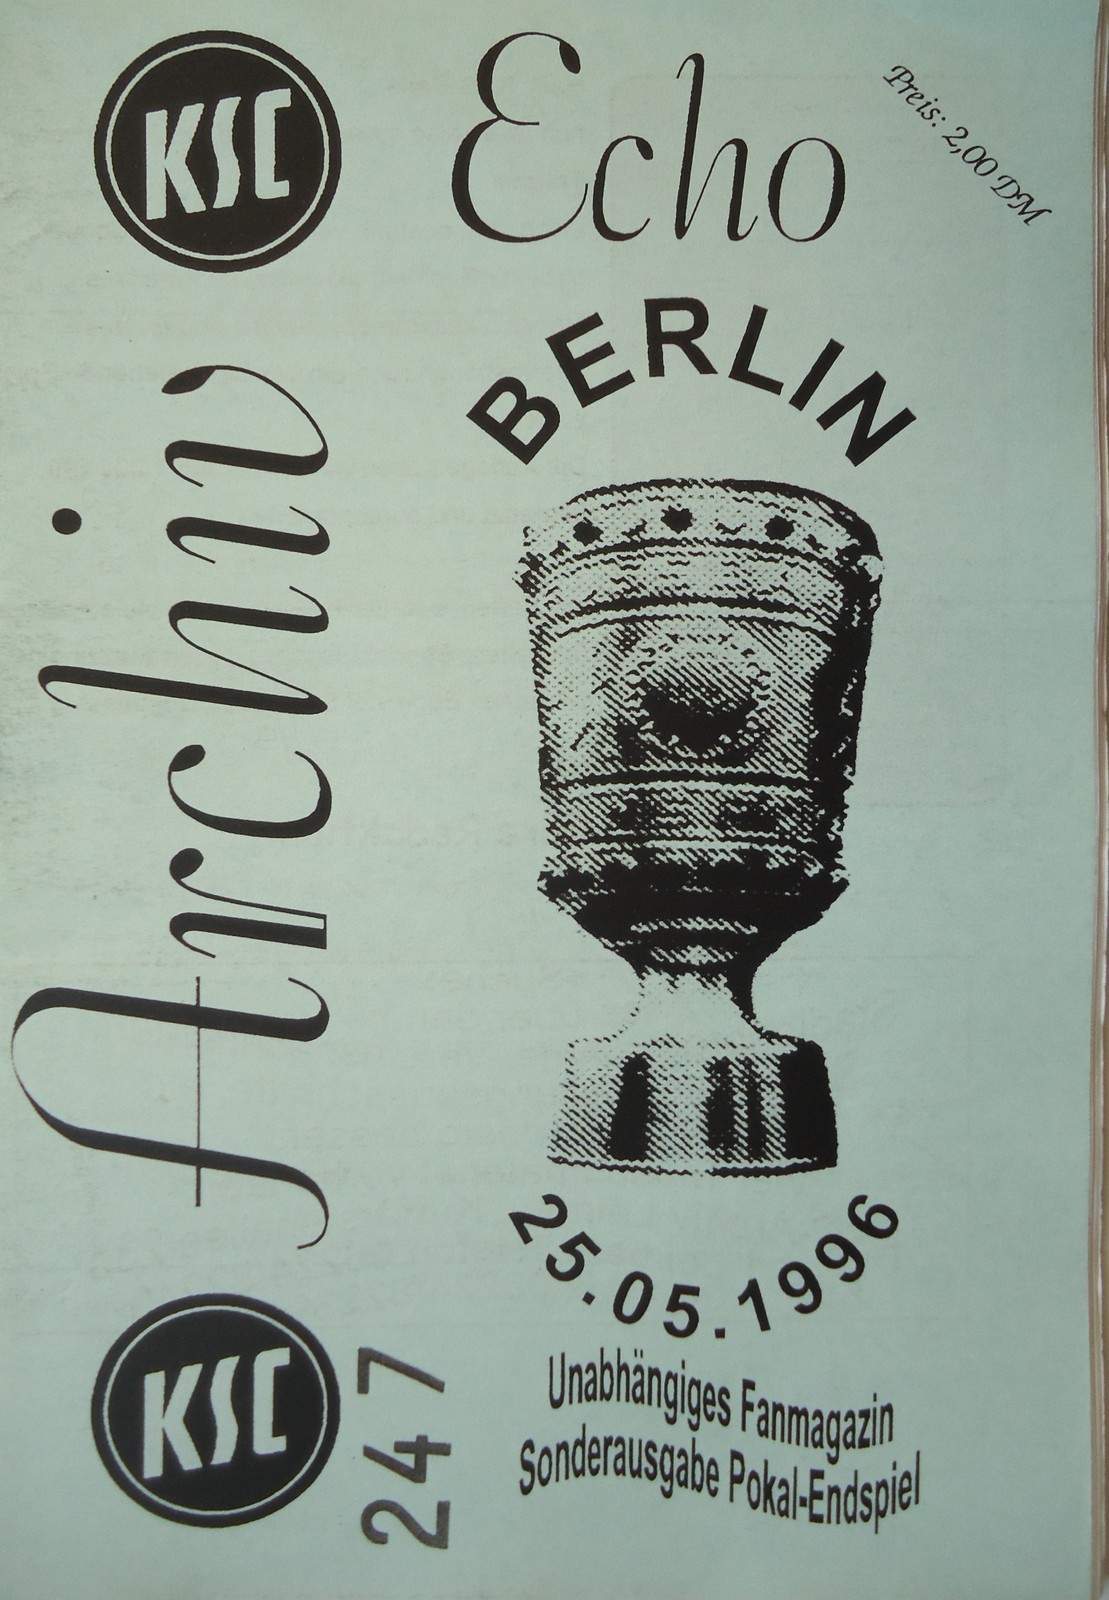 KSC
Echo
Preis: 2,00 DM
Archiv
BERLIN
25.05.1996
KSC
247
Unabhängiges Fanmagazin
Sonderausgabe Pokal-Endspiel